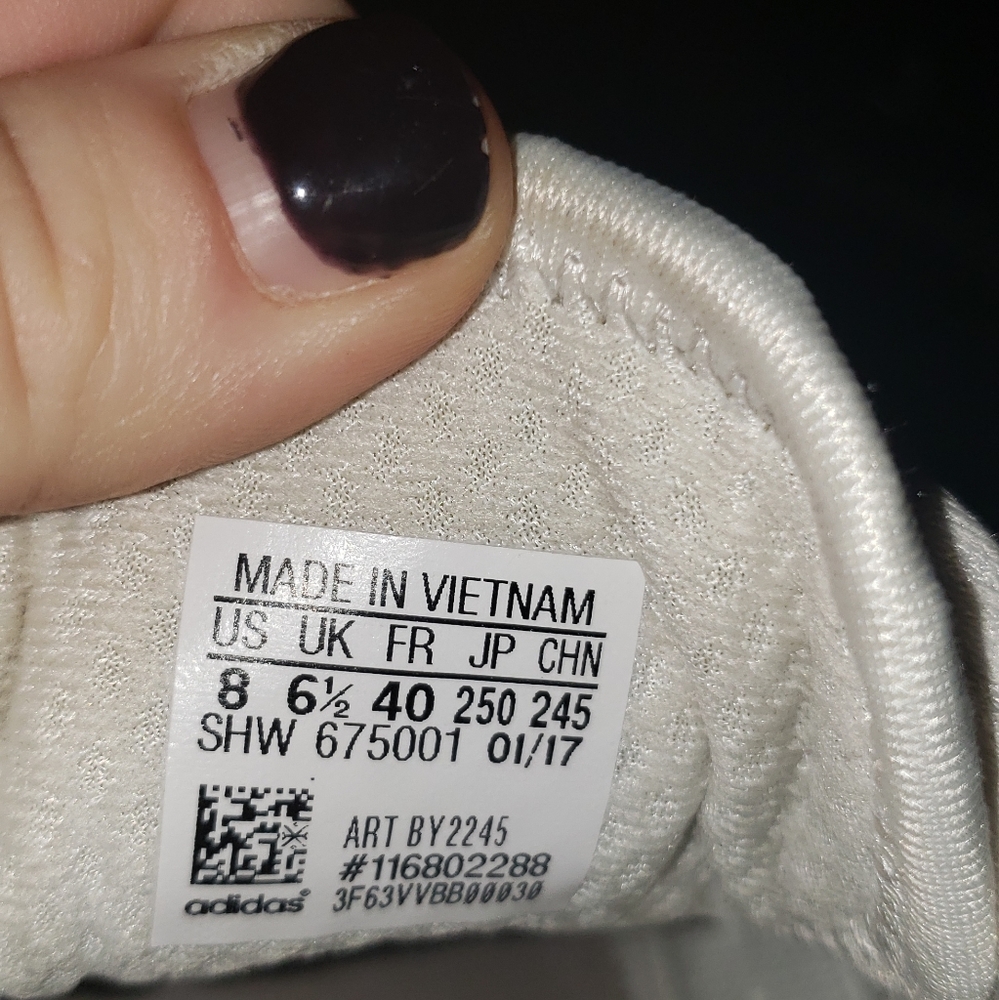 MADE IN VIETNAM
US UK FR JP CHN
8 6½ 40 250 245
SHW 675001 01/17
ART BY2245
#116802288
3F63VVBB00030
adidas®